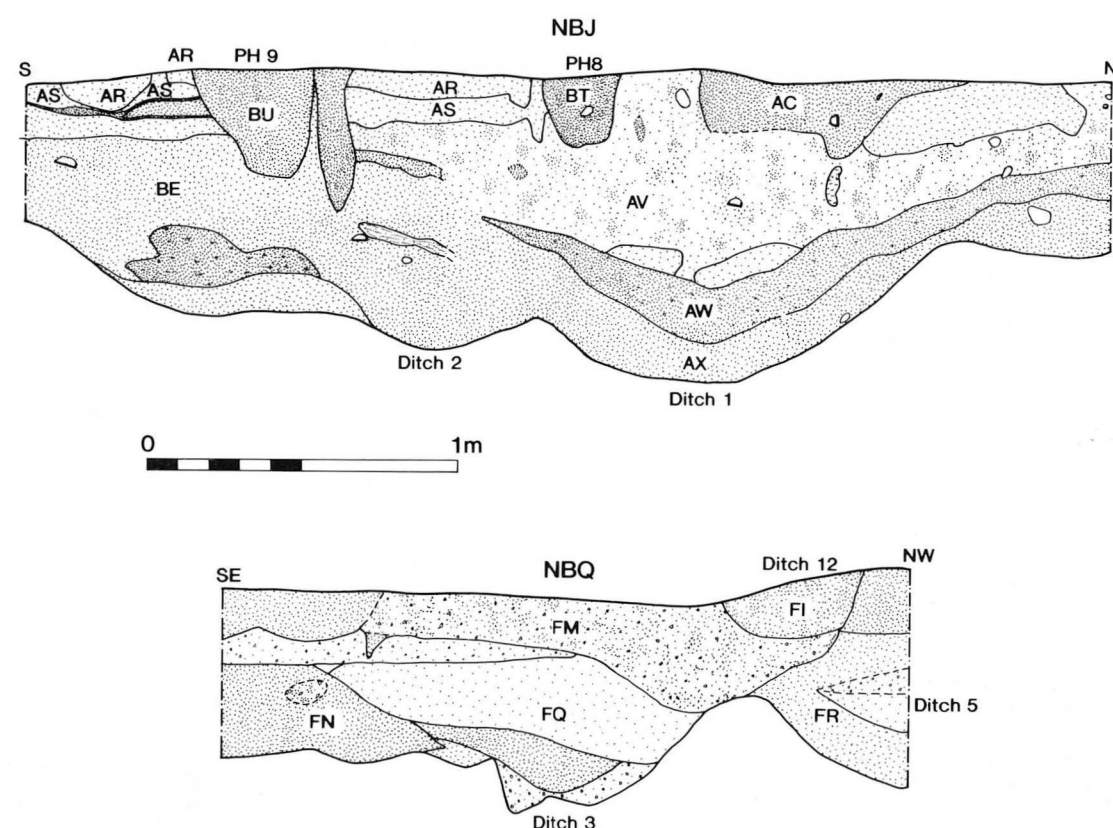 NBJ
S AR PH 9 PH8 N
AS AR AS BU AR BT AC
AS
BE AV
AW
AX
Ditch 2
Ditch 1
0 1m
NBQ
SE Ditch 12 NW
FI
FM
FN FQ FR Ditch 5
Ditch 3